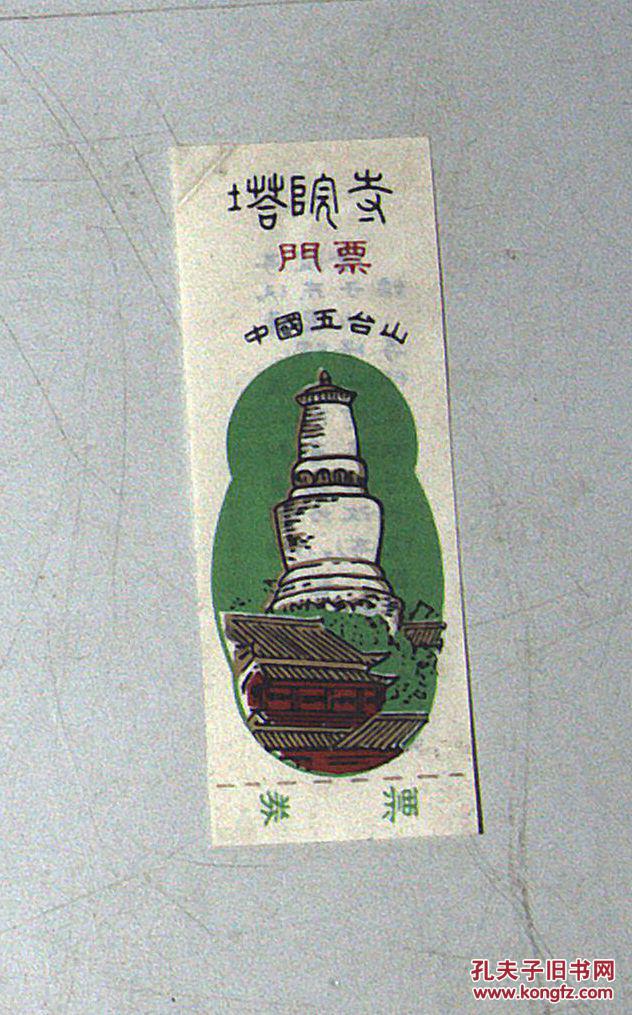 塔院寺
門票
中國五台山
票券
孔夫子旧书网
www.kongfz.com